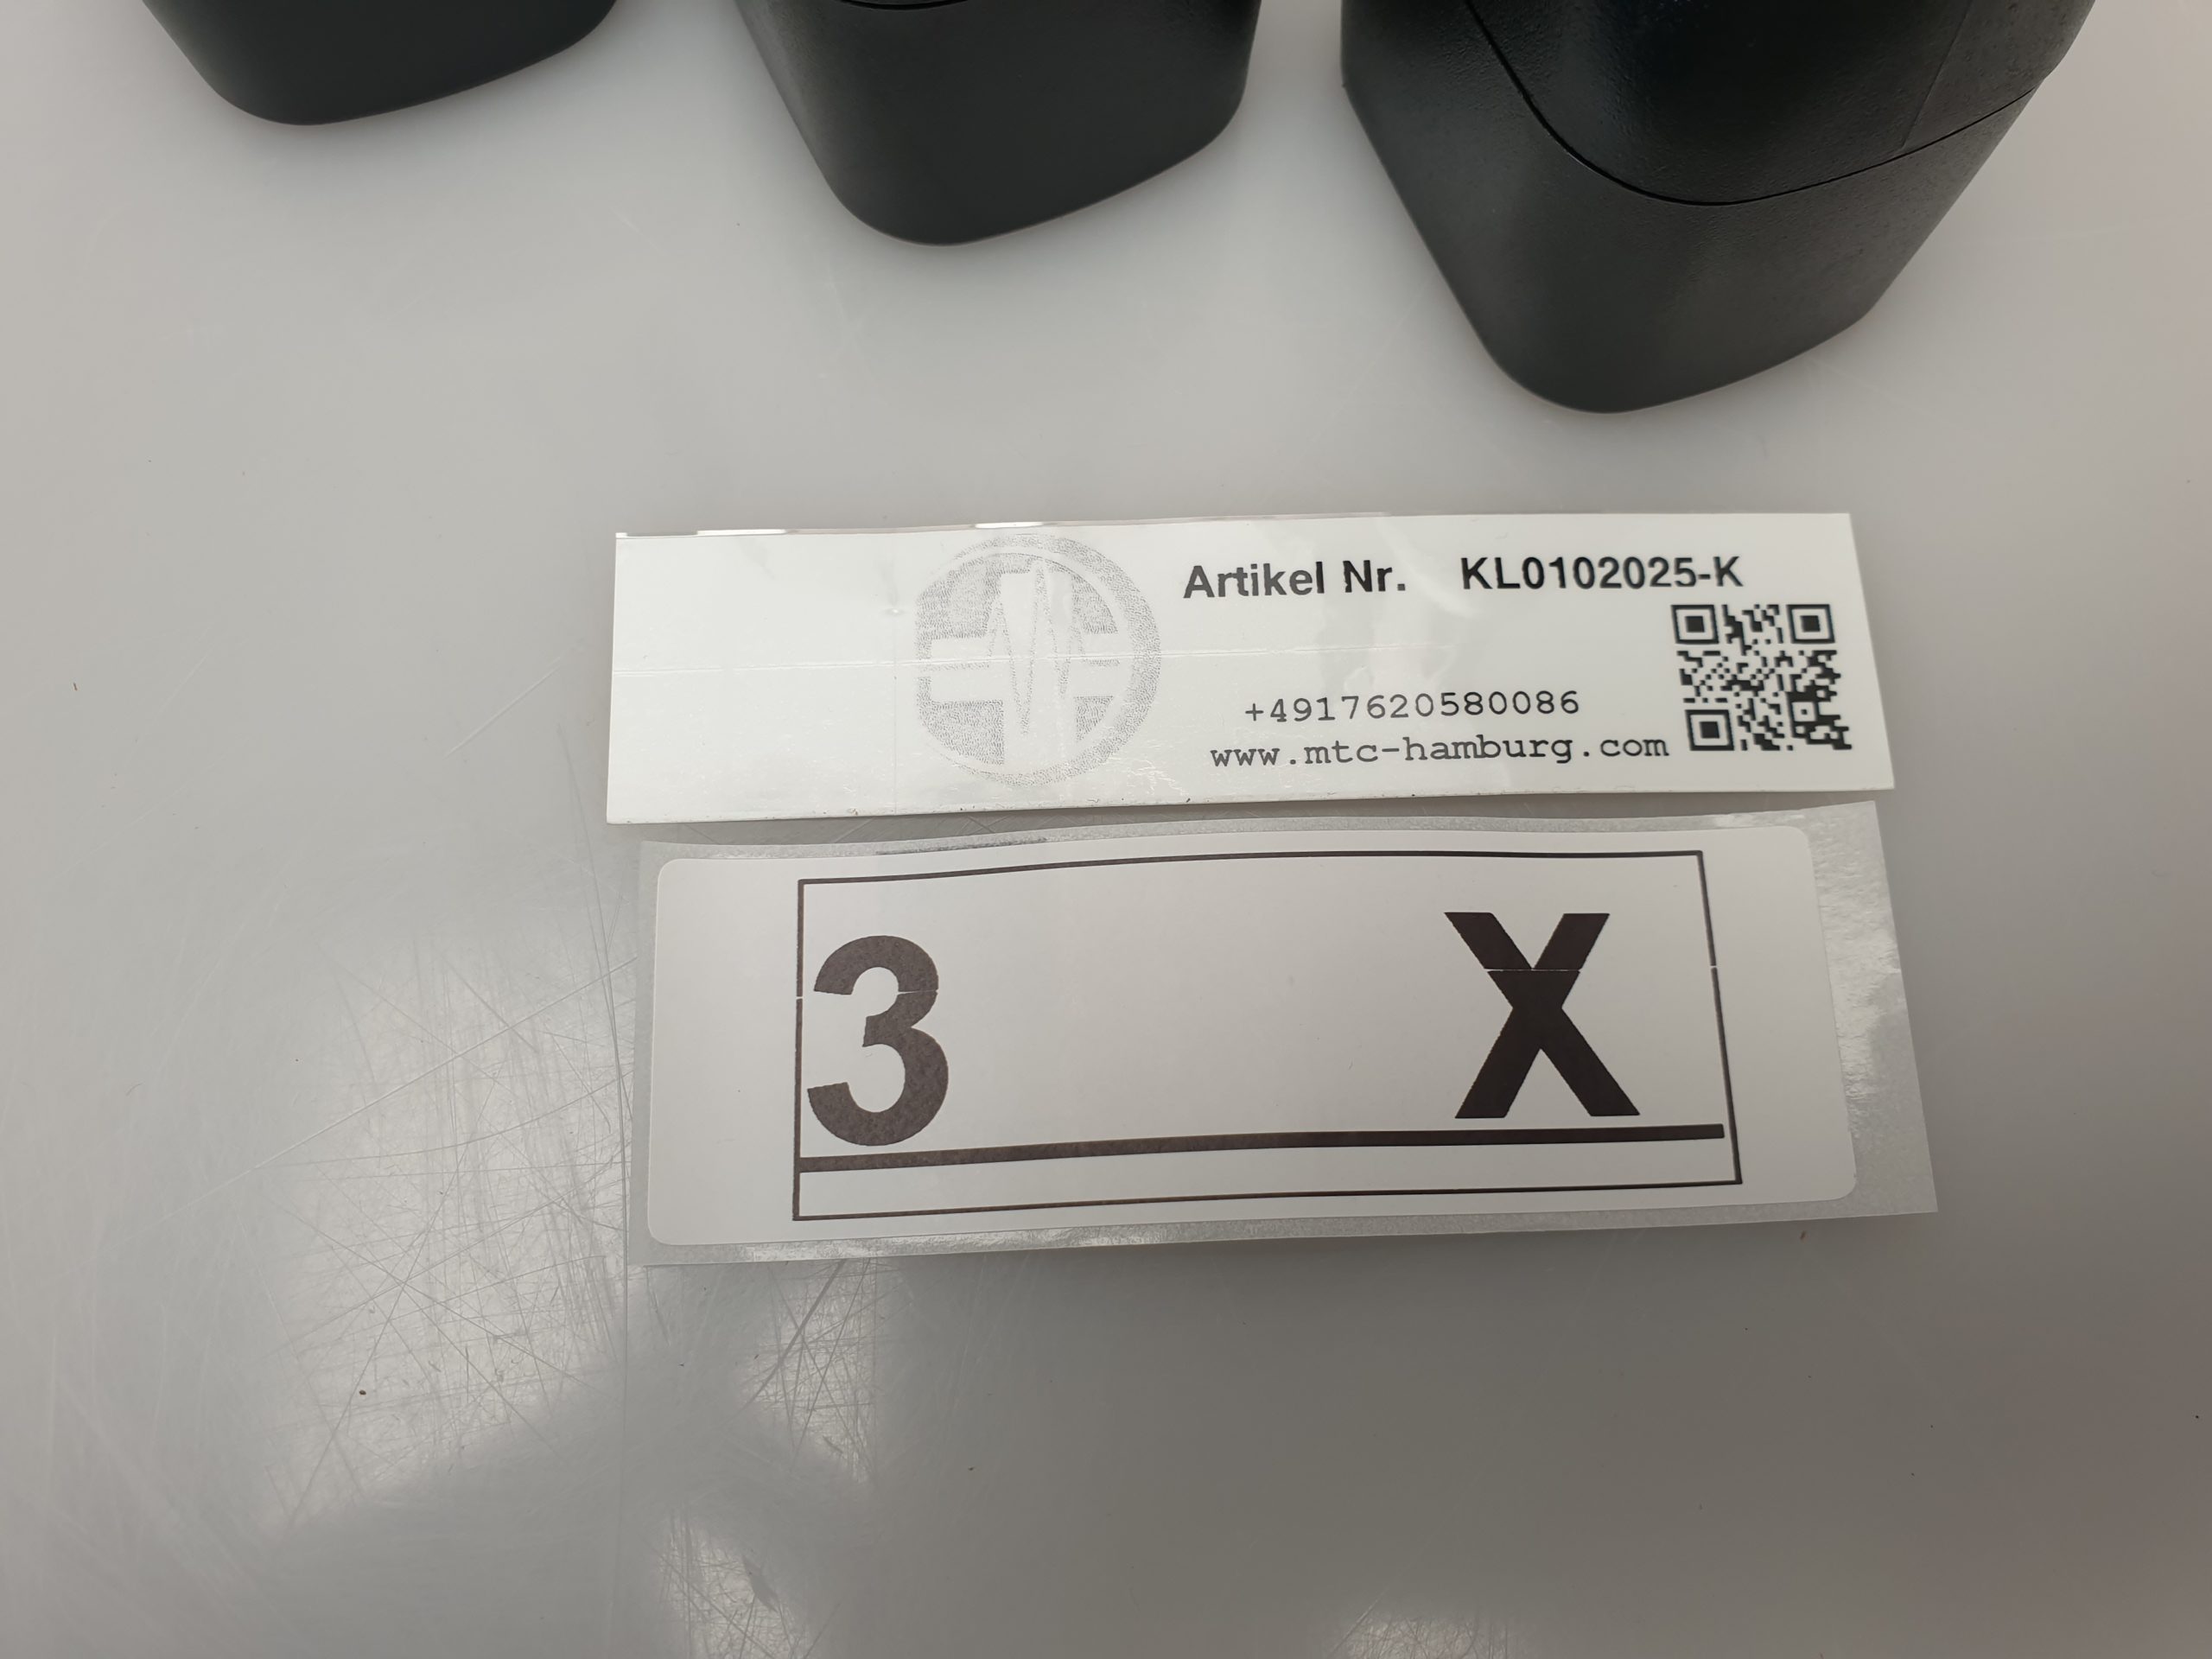 Artikel Nr. KL0102025-K
+4917620580086
www.mtc-hamburg.com
3 X